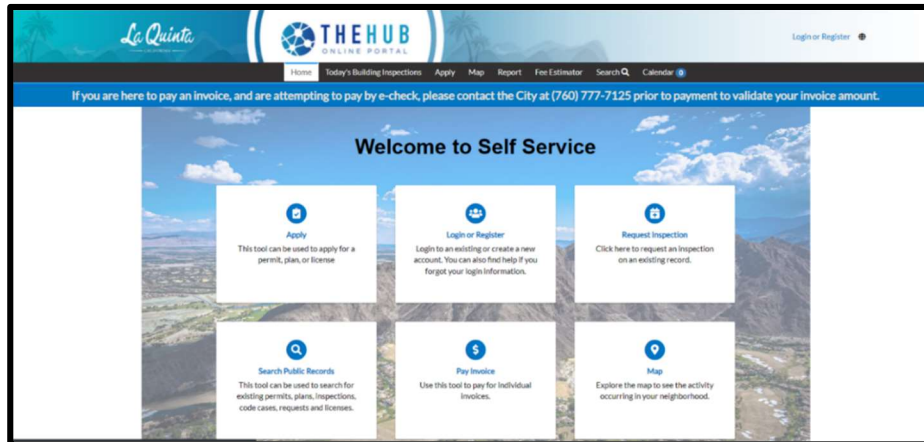 La Quinta
CALIFORNIA
THEHUB
ONLINE PORTAL
Login or Register
Home Today's Building Inspections Apply Map Report Fee Estimator Search Calendar 0
If you are here to pay an invoice, and are attempting to pay by e-check, please contact the City at (760) 777-7125 prior to payment to validate your invoice amount.
Welcome to Self Service
Apply
This tool can be used to apply for a
permit, plan, or license
Login or Register
Login to an existing or create a new
account. You can also find help if you
forgot your login information.
Request Inspection
Click here to request an inspection
on an existing record.
Search Public Records
This tool can be used to search for
existing permits, plans, inspections,
code cases, requests and licenses.
Pay Invoice
Use this tool to pay for individual
invoices.
Map
Explore the map to see the activity
occurring in your neighborhood.